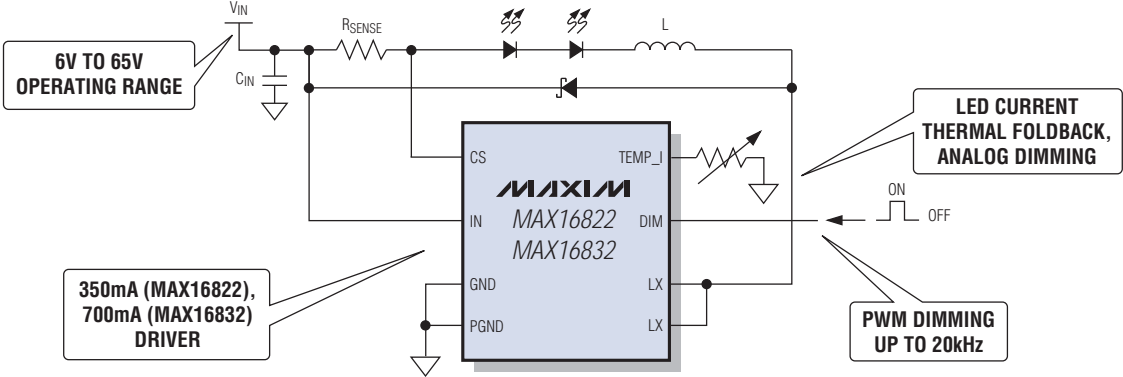 VIN
RSENSE
L
6V TO 65V
OPERATING RANGE
CIN
LED CURRENT
THERMAL FOLDBACK,
ANALOG DIMMING
CS
TEMP_I
MAXIM
ON
OFF
IN
MAX16822
DIM
MAX16832
350mA (MAX16822),
700mA (MAX16832)
DRIVER
GND
LX
PGND
LX
PWM DIMMING
UP TO 20kHz